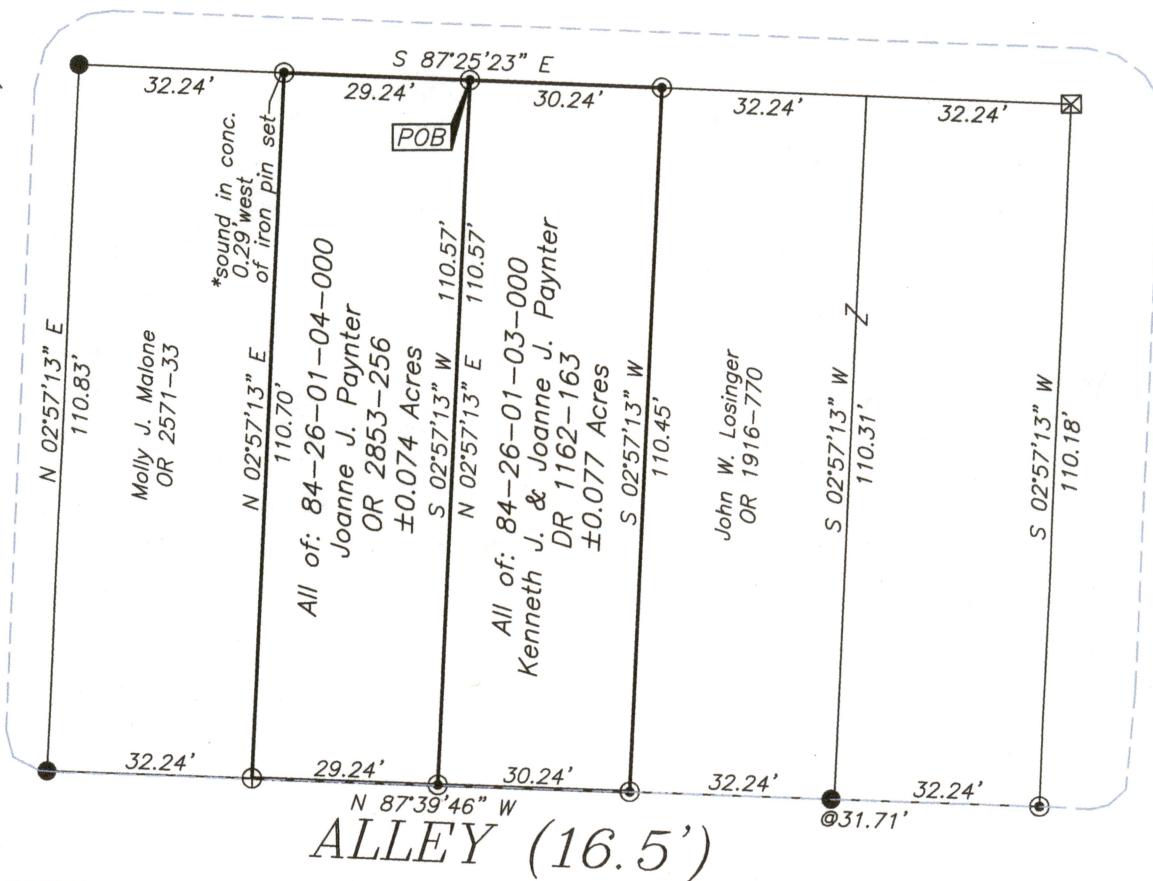 S 87°25'23" E
32.24'
29.24'
30.24'
32.24'
32.24'
POB
*sound in conc.
0.29'west
of iron pin set
N 02°57'13" E
110.83'
Molly J. Malone
OR 2571-33
N 02°57'13" E
110.70'
All of: 84-26-01-04-000
Joanne J. Paynter
OR 2853-256
±0.074 Acres
S 02°57'13" W 110.57'
N 02°57'13" E 110.57'
All of: 84-26-01-03-000
Kenneth J. & Joanne J. Paynter
DR 1162-163
±0.077 Acres
S 02°57'13" W
110.45'
John W. Losinger
OR 1916-770
Z
S 02°57'13" W
110.31'
S 02°57'13" W
110.18'
32.24'
29.24'
30.24'
32.24'
32.24'
N 87°39'46" W
@31.71'
ALLEY (16.5')